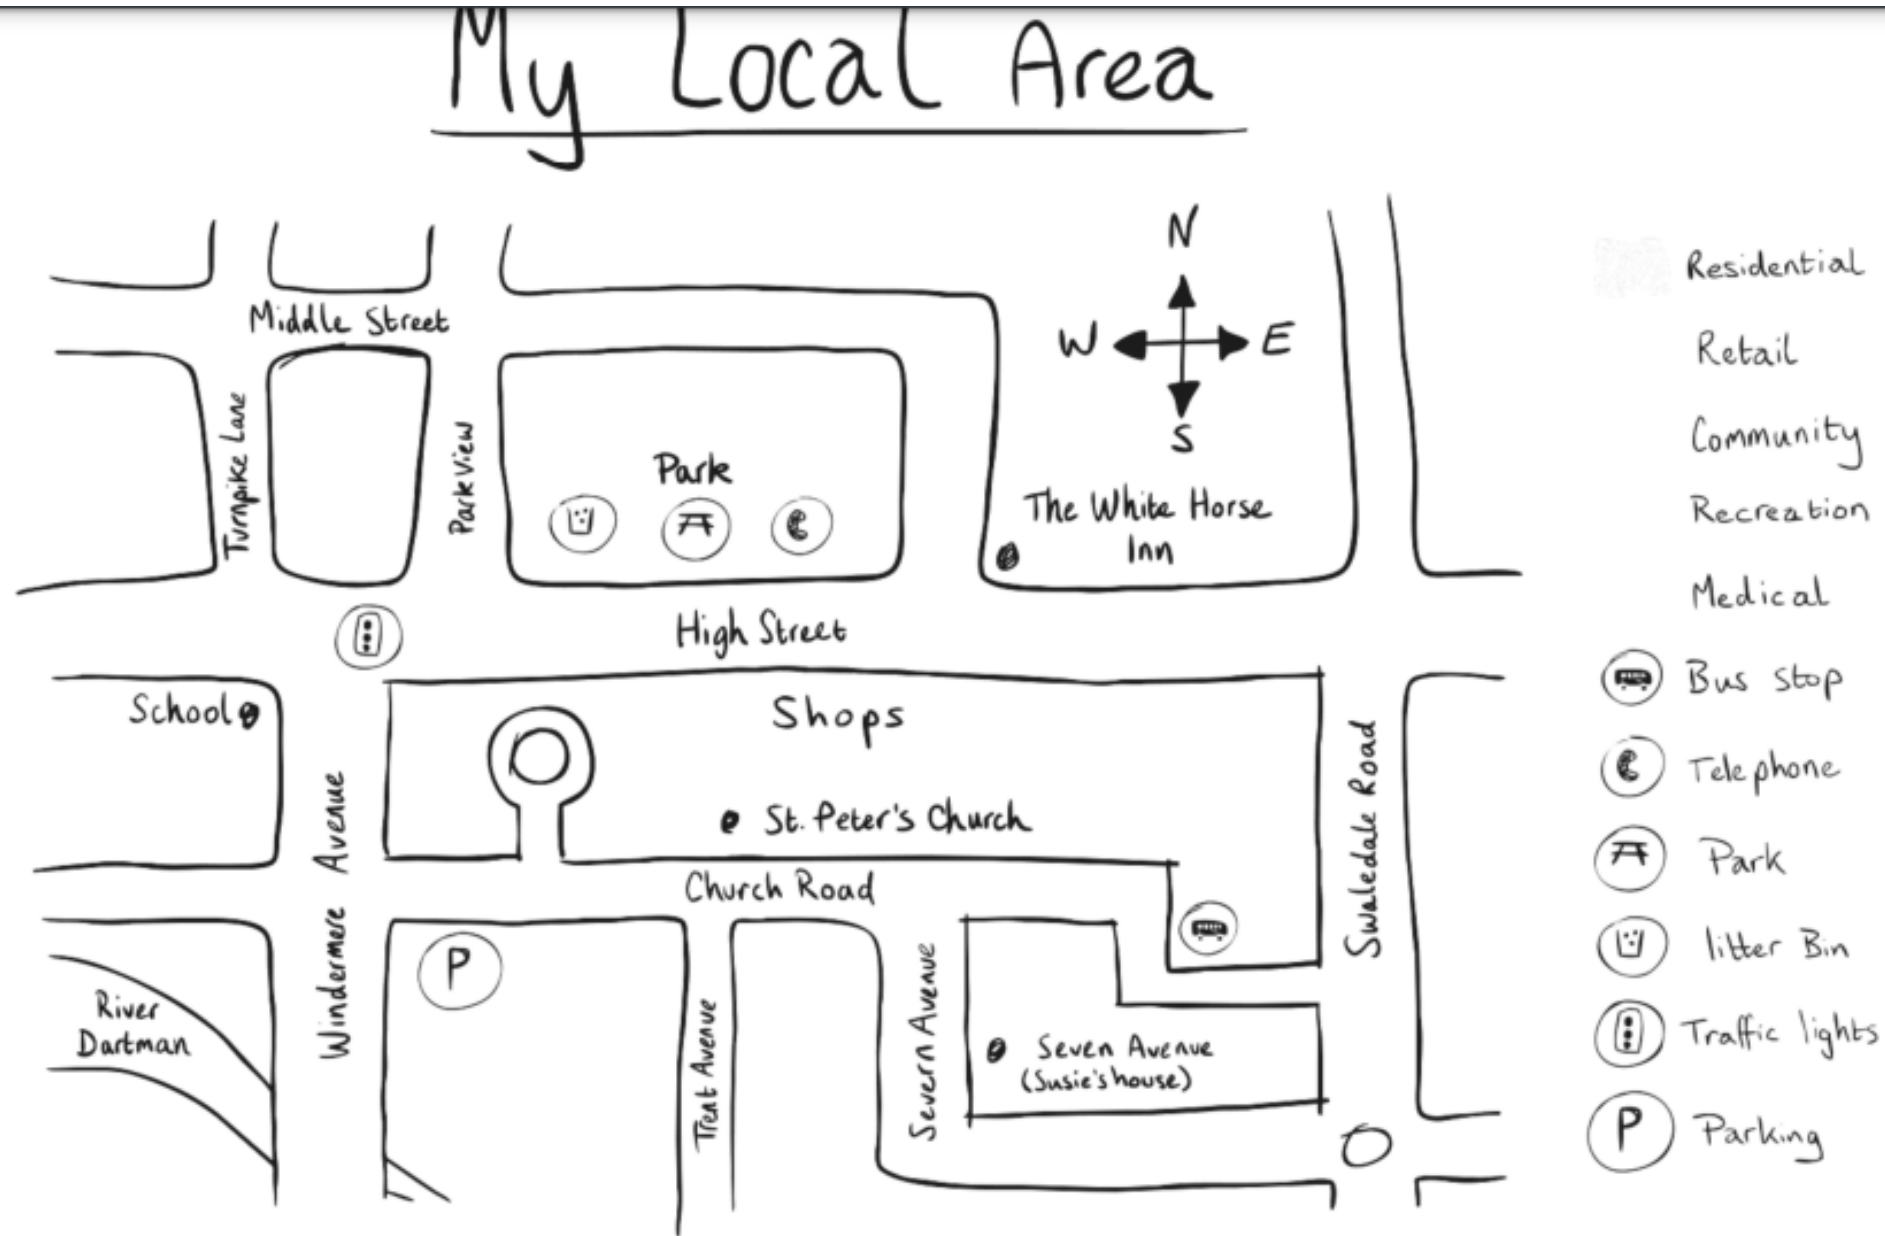 My Local Area
N
W E
S
Middle Street
Turnpike Lane
Park View
Park
The White Horse
Inn
High Street
School
Shops
St. Peter's Church
Church Road
Windermere Avenue
Swaledale Road
P
River
Dartman
Trent Avenue
Severn Avenue
Seven Avenue
(Susie's house)
Residential
Retail
Community
Recreation
Medical
Bus stop
Telephone
Park
litter Bin
Traffic lights
P Parking